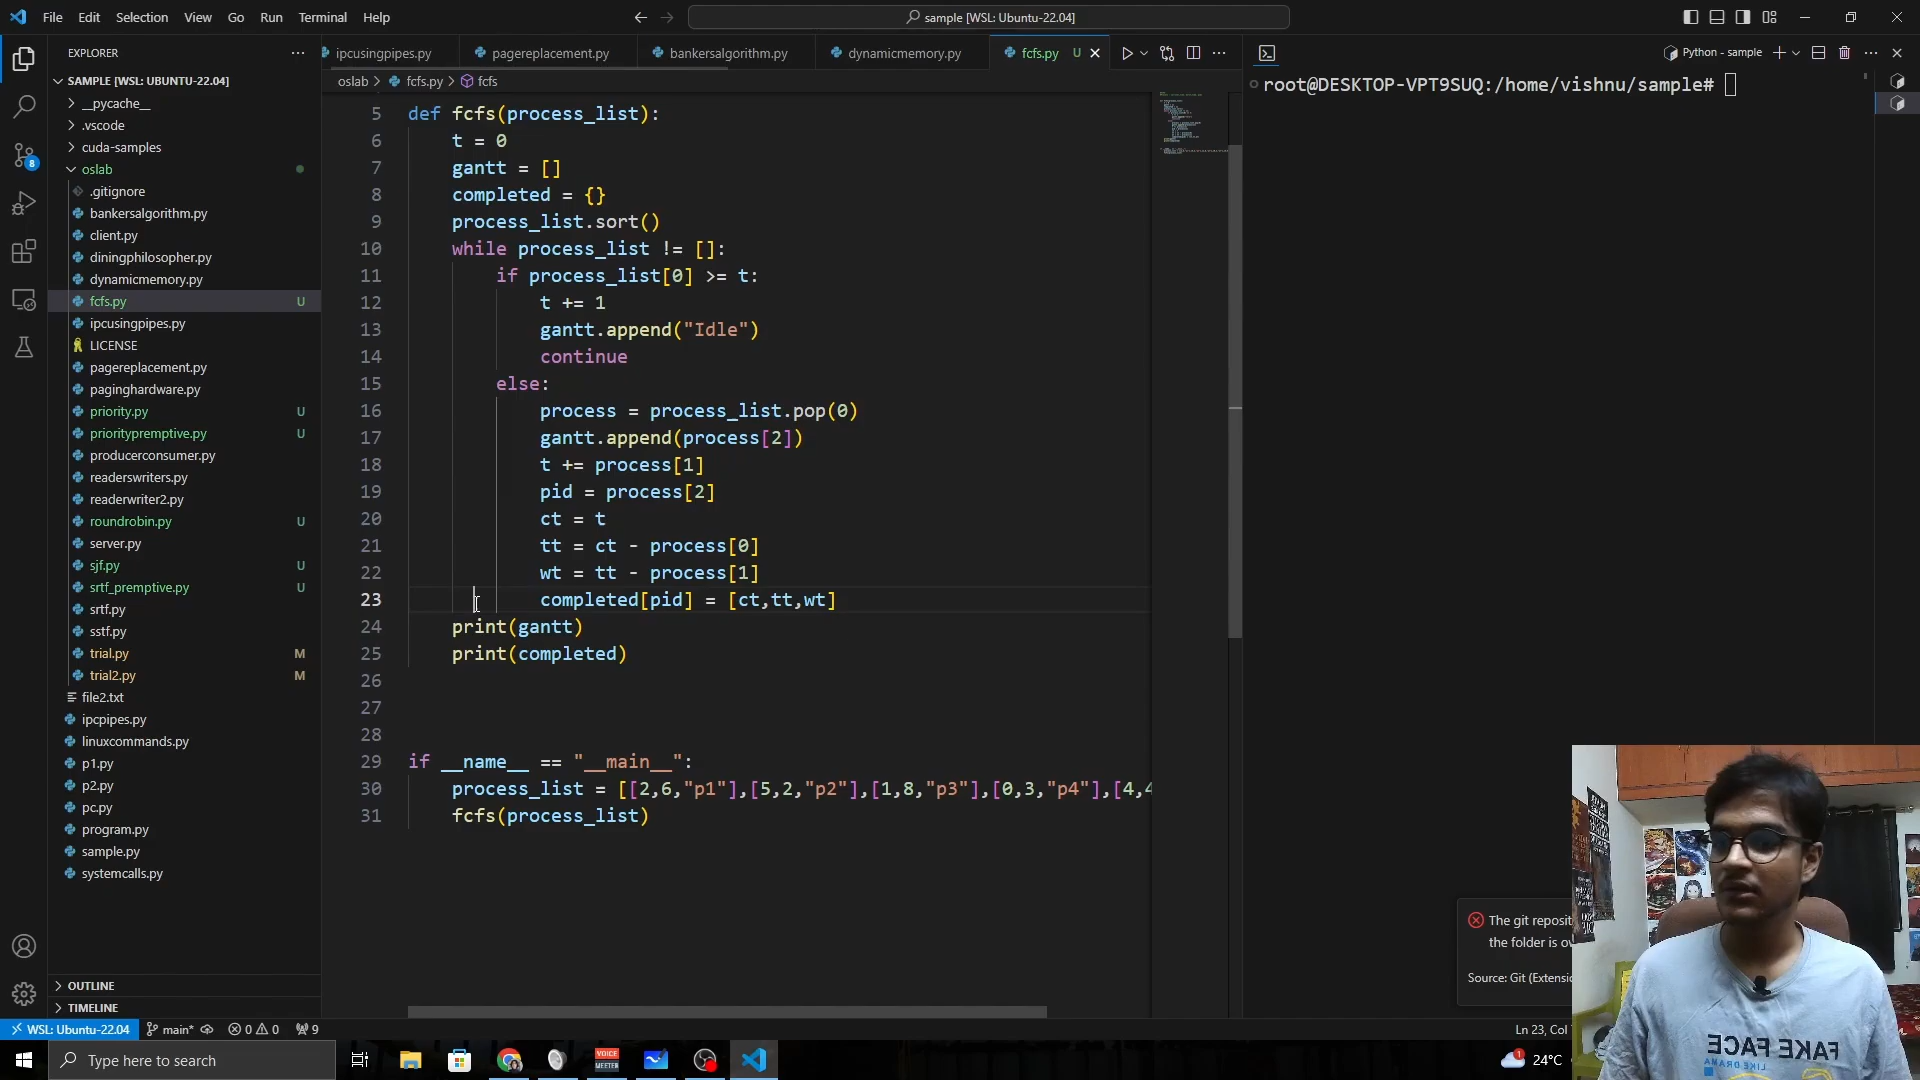 File Edit Selection View Go Run Terminal Help
sample [WSL: Ubuntu-22.04]
EXPLORER
SAMPLE [WSL: UBUNTU-22.04]
__pycache__
.vscode
cuda-samples
oslab
.gitignore
bankersalgorithm.py
client.py
diningphilosopher.py
dynamicmemory.py
fcfs.py U
ipcusingpipes.py
LICENSE
pagereplacement.py
paginghardware.py
priority.py U
prioritypremptive.py U
producerconsumer.py
readerswriters.py
readerwriter2.py
roundrobin.py U
server.py
sjf.py U
srtf_premptive.py U
srtf.py
sstf.py
trial.py M
trial2.py M
file2.txt
ipcpipes.py
linuxcommands.py
p1.py
p2.py
pc.py
program.py
sample.py
systemcalls.py
OUTLINE
TIMELINE
8
ipcusingpipes.py pagereplacement.py bankersalgorithm.py dynamicmemory.py fcfs.py U
oslab > fcfs.py > fcfs
5 def fcfs(process_list):
6 t = 0
7 gantt = []
8 completed = {}
9 process_list.sort()
10 while process_list != []:
11 if process_list[0] >= t:
12 t += 1
13 gantt.append("Idle")
14 continue
15 else:
16 process = process_list.pop(0)
17 gantt.append(process[2])
18 t += process[1]
19 pid = process[2]
20 ct = t
21 tt = ct - process[0]
22 wt = tt - process[1]
23 completed[pid] = [ct,tt,wt]
24 print(gantt)
25 print(completed)
26
27
28
29 if __name__ == "__main__":
30 process_list = [[2,6,"p1"],[5,2,"p2"],[1,8,"p3"],[0,3,"p4"],[4,4
31 fcfs(process_list)
Python - sample
root@DESKTOP-VPT9SUQ:/home/vishnu/sample#
The git reposit
the folder is ow
Source: Git (Extensio
FAKE FACE
LIKE DRAMA
WSL: Ubuntu-22.04 main* 0 0 9
Ln 23, Col
Type here to search
VOICE
MEETER
1
24°C